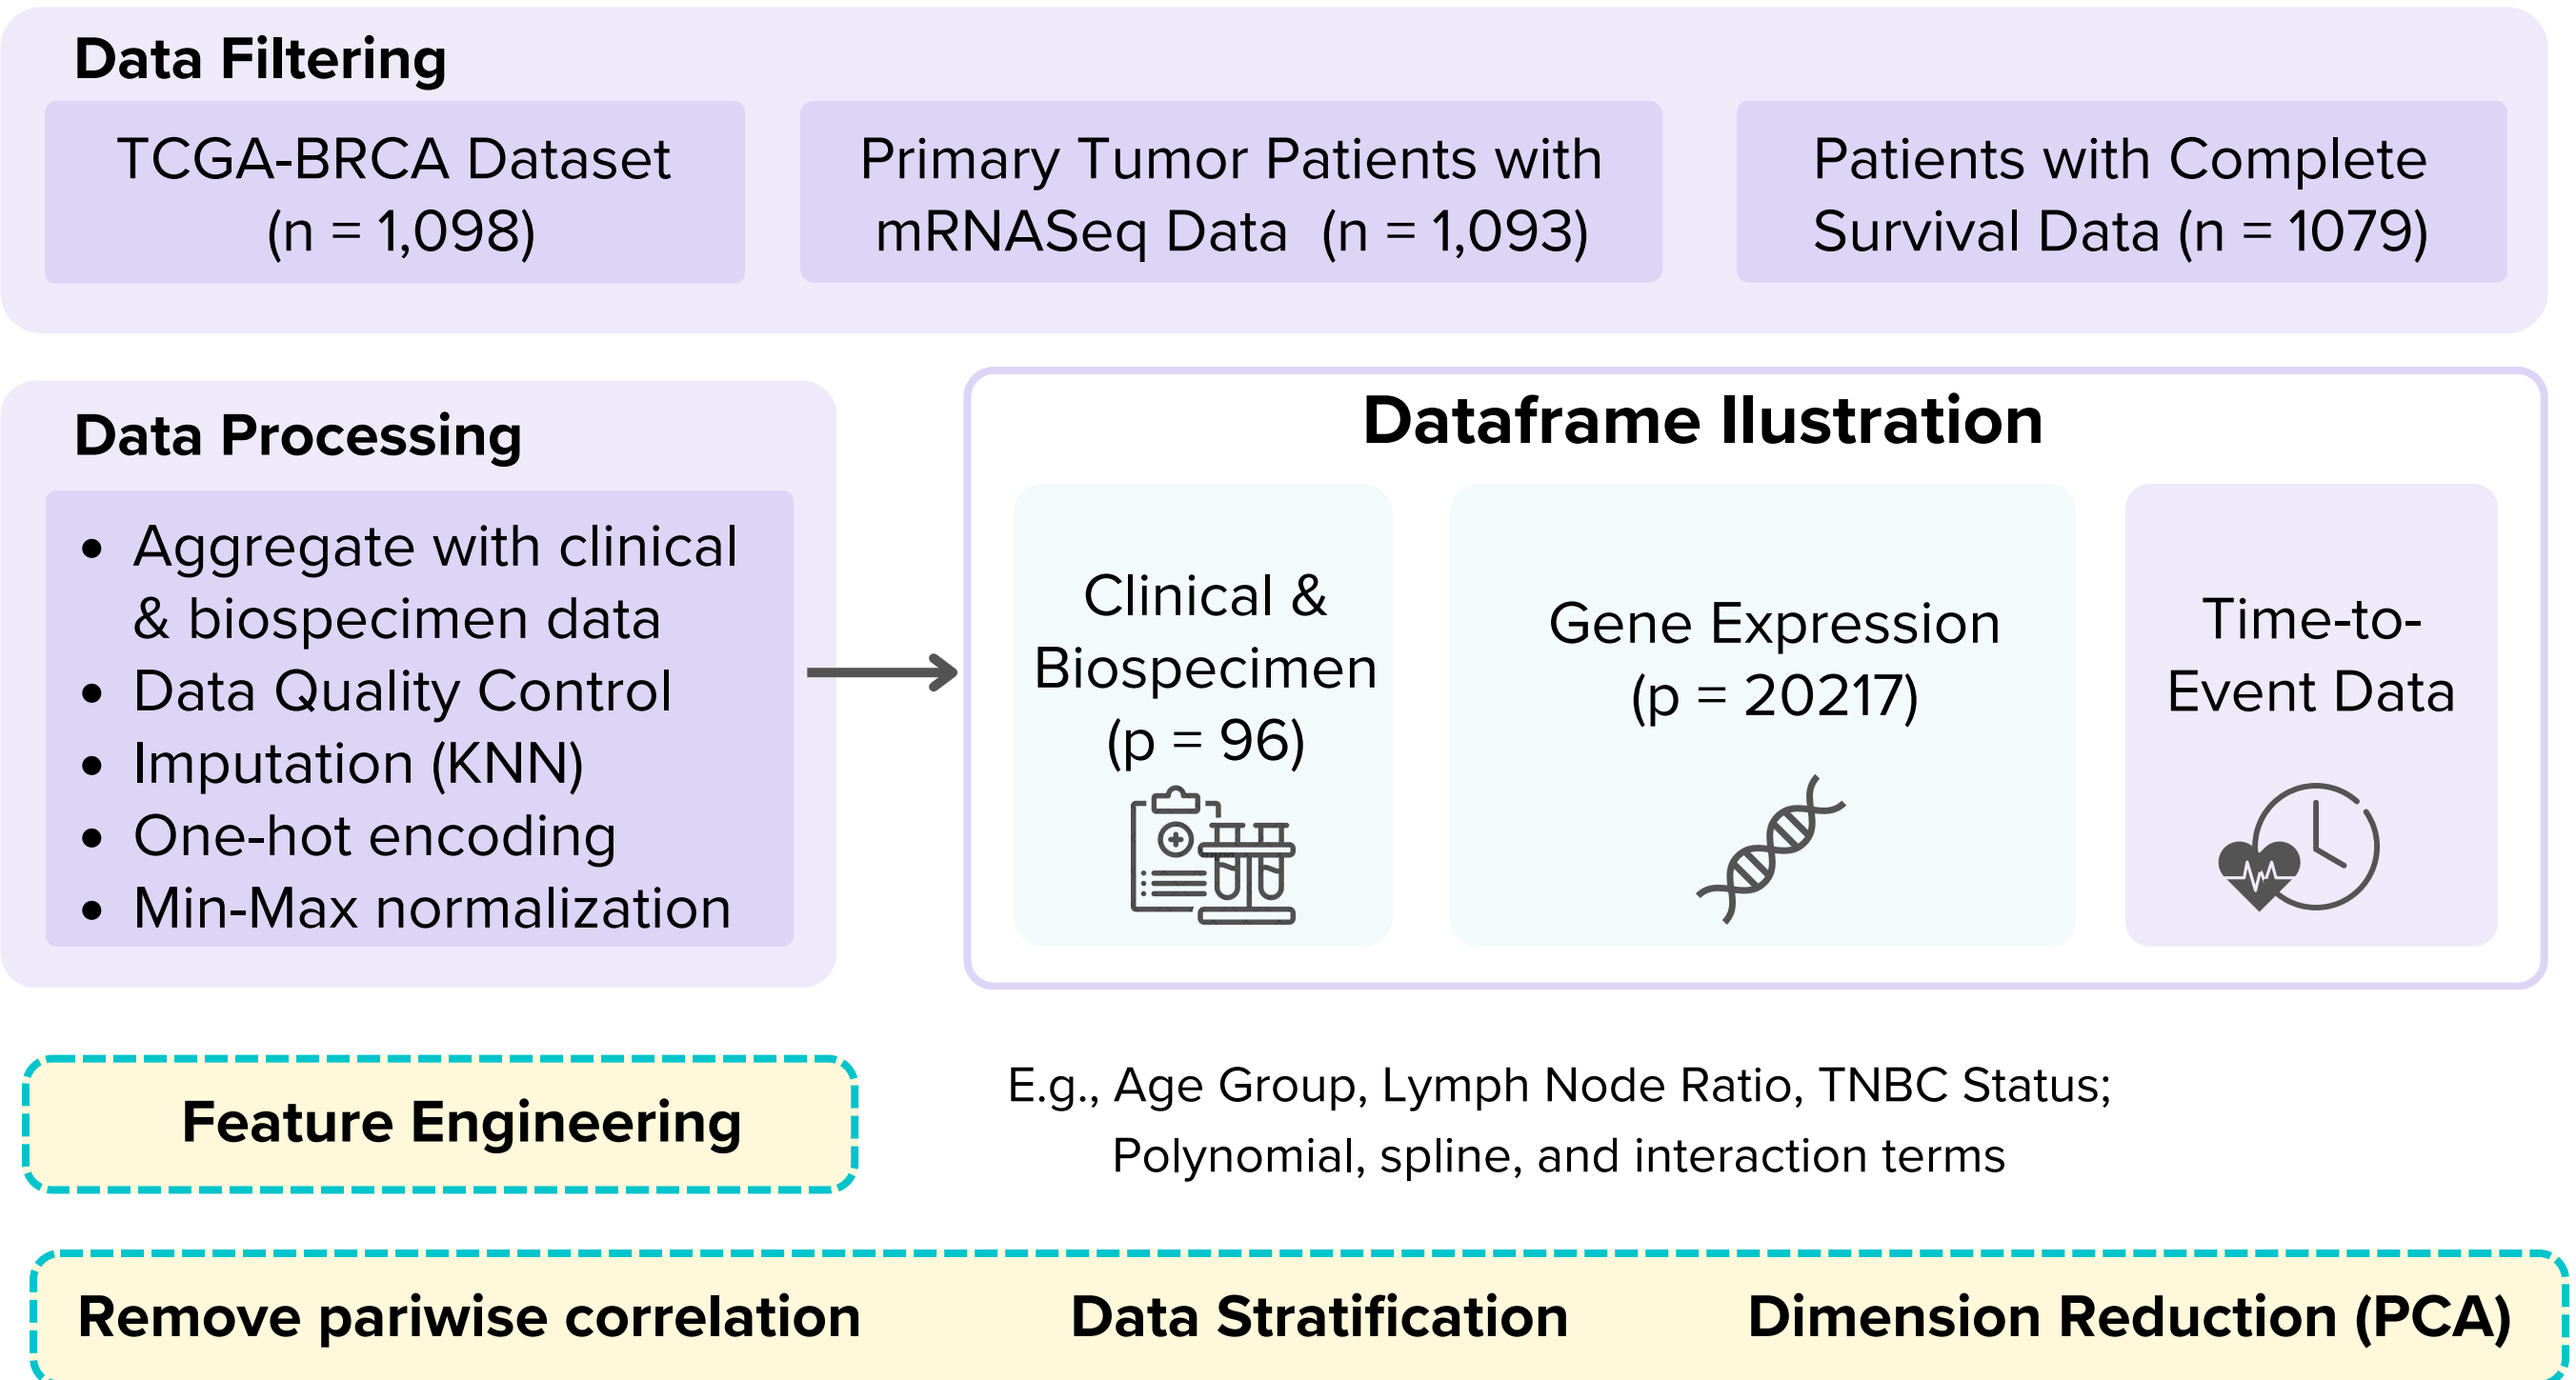 Data Filtering
TCGA-BRCA Dataset
(n = 1,098)
Primary Tumor Patients with
mRNASeq Data (n = 1,093)
Patients with Complete
Survival Data (n = 1079)
Data Processing
• Aggregate with clinical
& biospecimen data
• Data Quality Control
• Imputation (KNN)
• One-hot encoding
• Min-Max normalization
Dataframe Ilustration
Clinical &
Biospecimen
(p = 96)
Gene Expression
(p = 20217)
Time-to-
Event Data
Feature Engineering
E.g., Age Group, Lymph Node Ratio, TNBC Status;
Polynomial, spline, and interaction terms
Remove pariwise correlation
Data Stratification
Dimension Reduction (PCA)